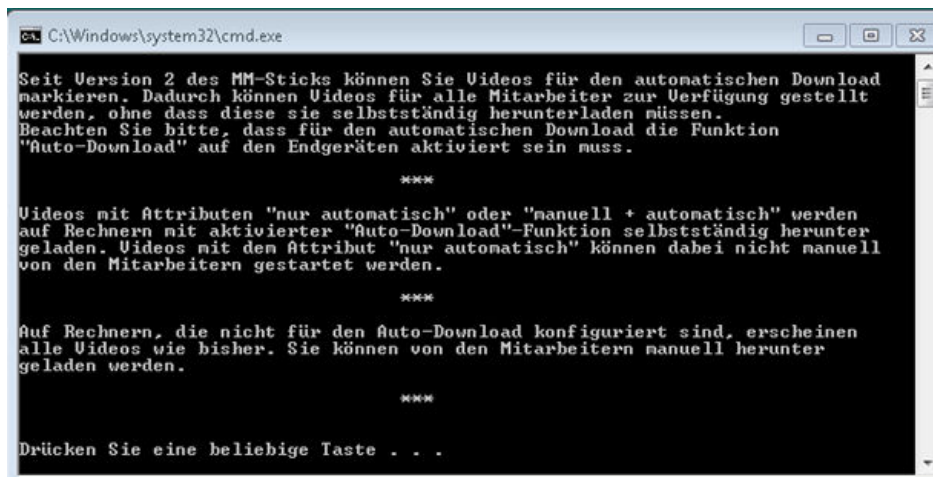 C:\Windows\system32\cmd.exe
Seit Version 2 des MM-Sticks können Sie Videos für den automatischen Download
markieren. Dadurch können Videos für alle Mitarbeiter zur Verfügung gestellt
werden, ohne dass diese sie selbstständig herunterladen müssen.
Beachten Sie bitte, dass für den automatischen Download die Funktion
"Auto-Download" auf den Endgeräten aktiviert sein muss.
***
Videos mit Attributen "nur automatisch" oder "manuell + automatisch" werden
auf Rechnern mit aktivierter "Auto-Download"-Funktion selbstständig herunter
geladen. Videos mit dem Attribut "nur automatisch" können dabei nicht manuell
von den Mitarbeitern gestartet werden.
***
Auf Rechnern, die nicht für den Auto-Download konfiguriert sind, erscheinen
alle Videos wie bisher. Sie können von den Mitarbeitern manuell herunter
geladen werden.
***
Drücken Sie eine beliebige Taste . . .